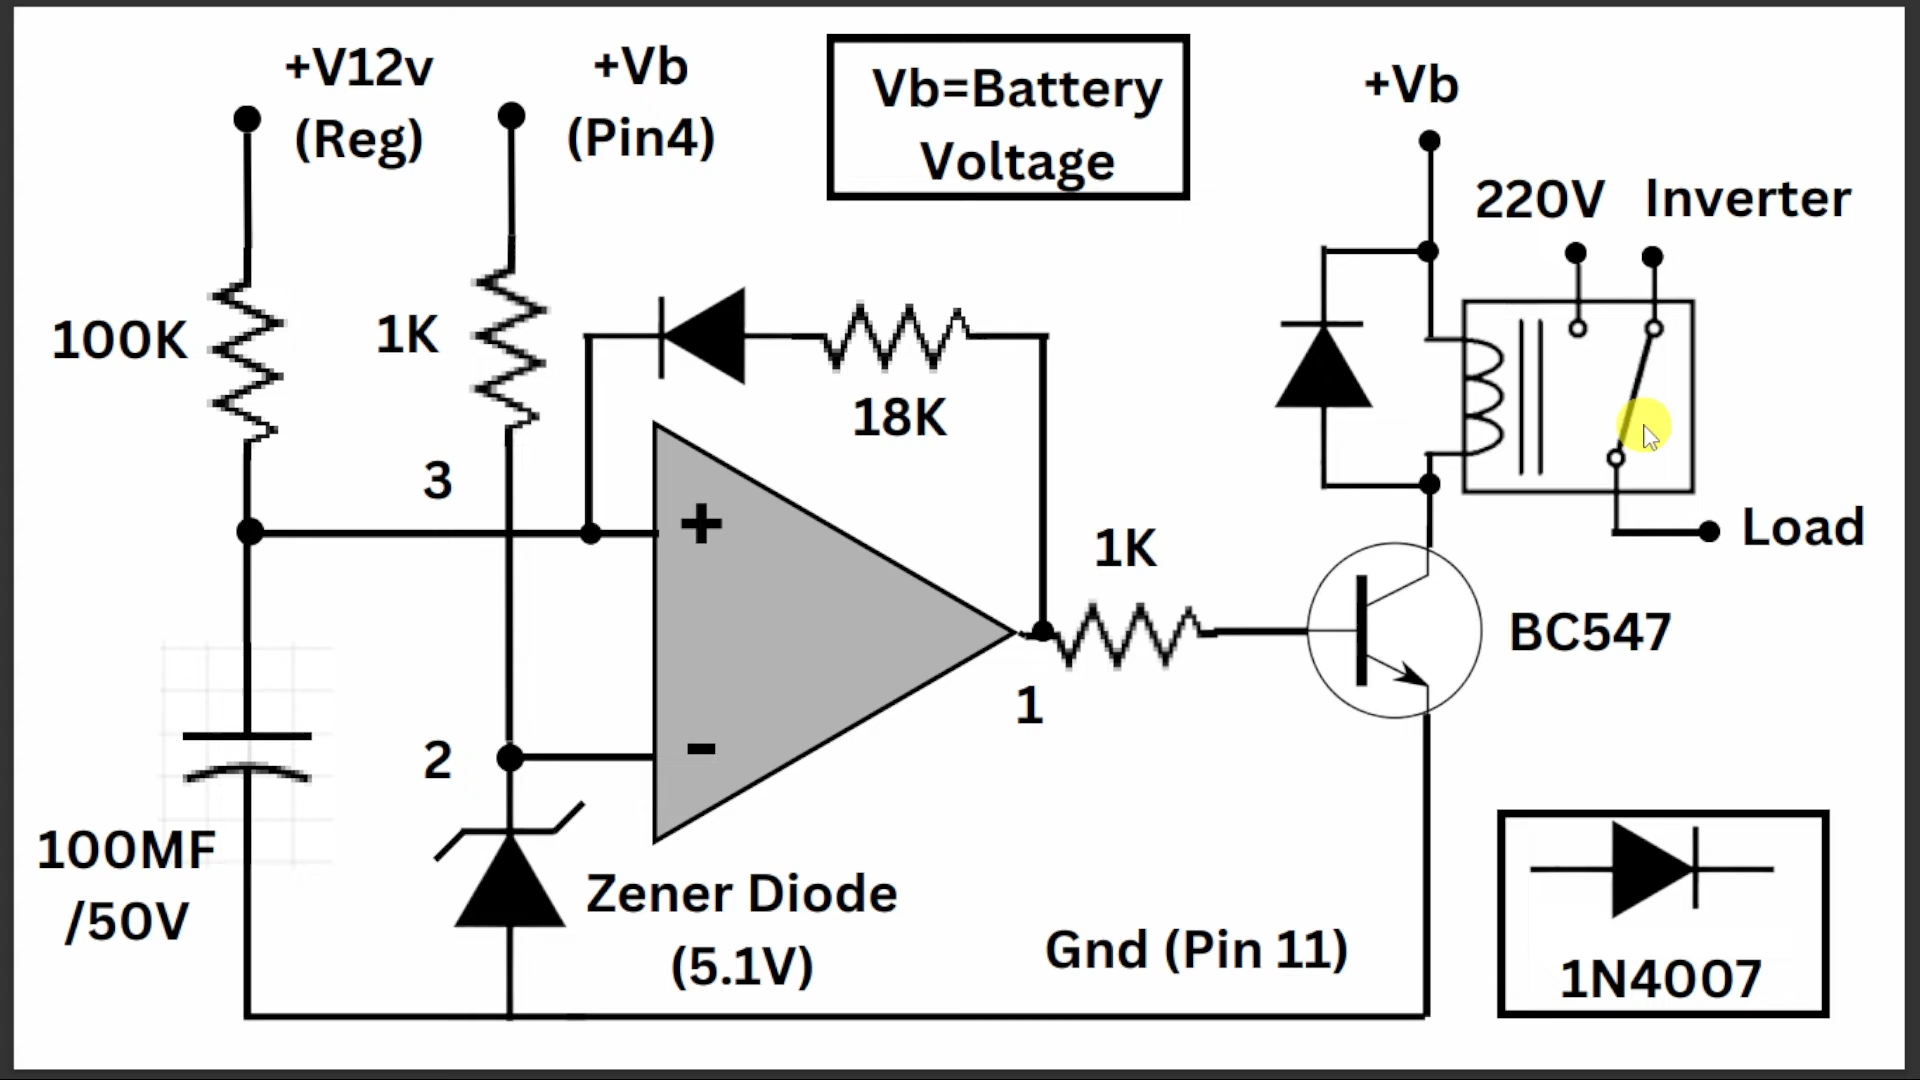 +V12v
(Reg)
+Vb
(Pin4)
Vb=Battery
Voltage
+Vb
220V
Inverter
100K
1K
18K
3
+
1K
Load
BC547
1
2
-
100MF
/50V
Zener Diode
(5.1V)
Gnd (Pin 11)
1N4007